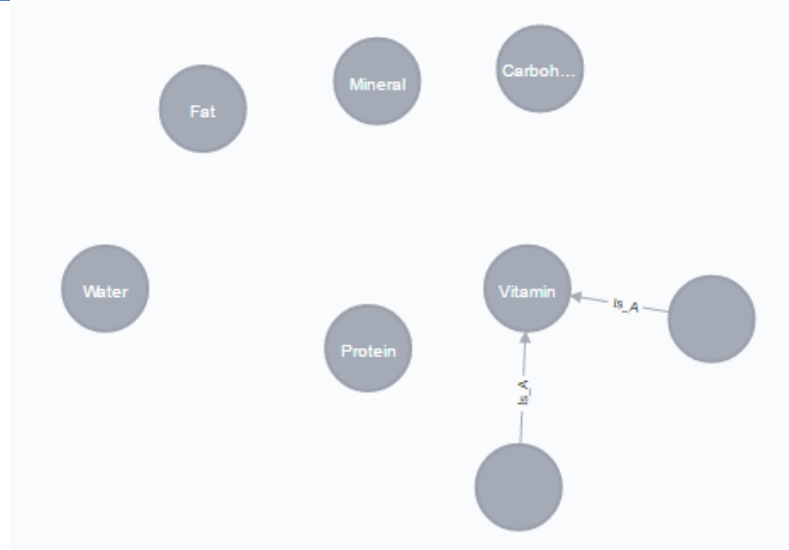 Carboh...
Mineral
Fat
Water
Vitamin
Is_A
Protein
Is_A